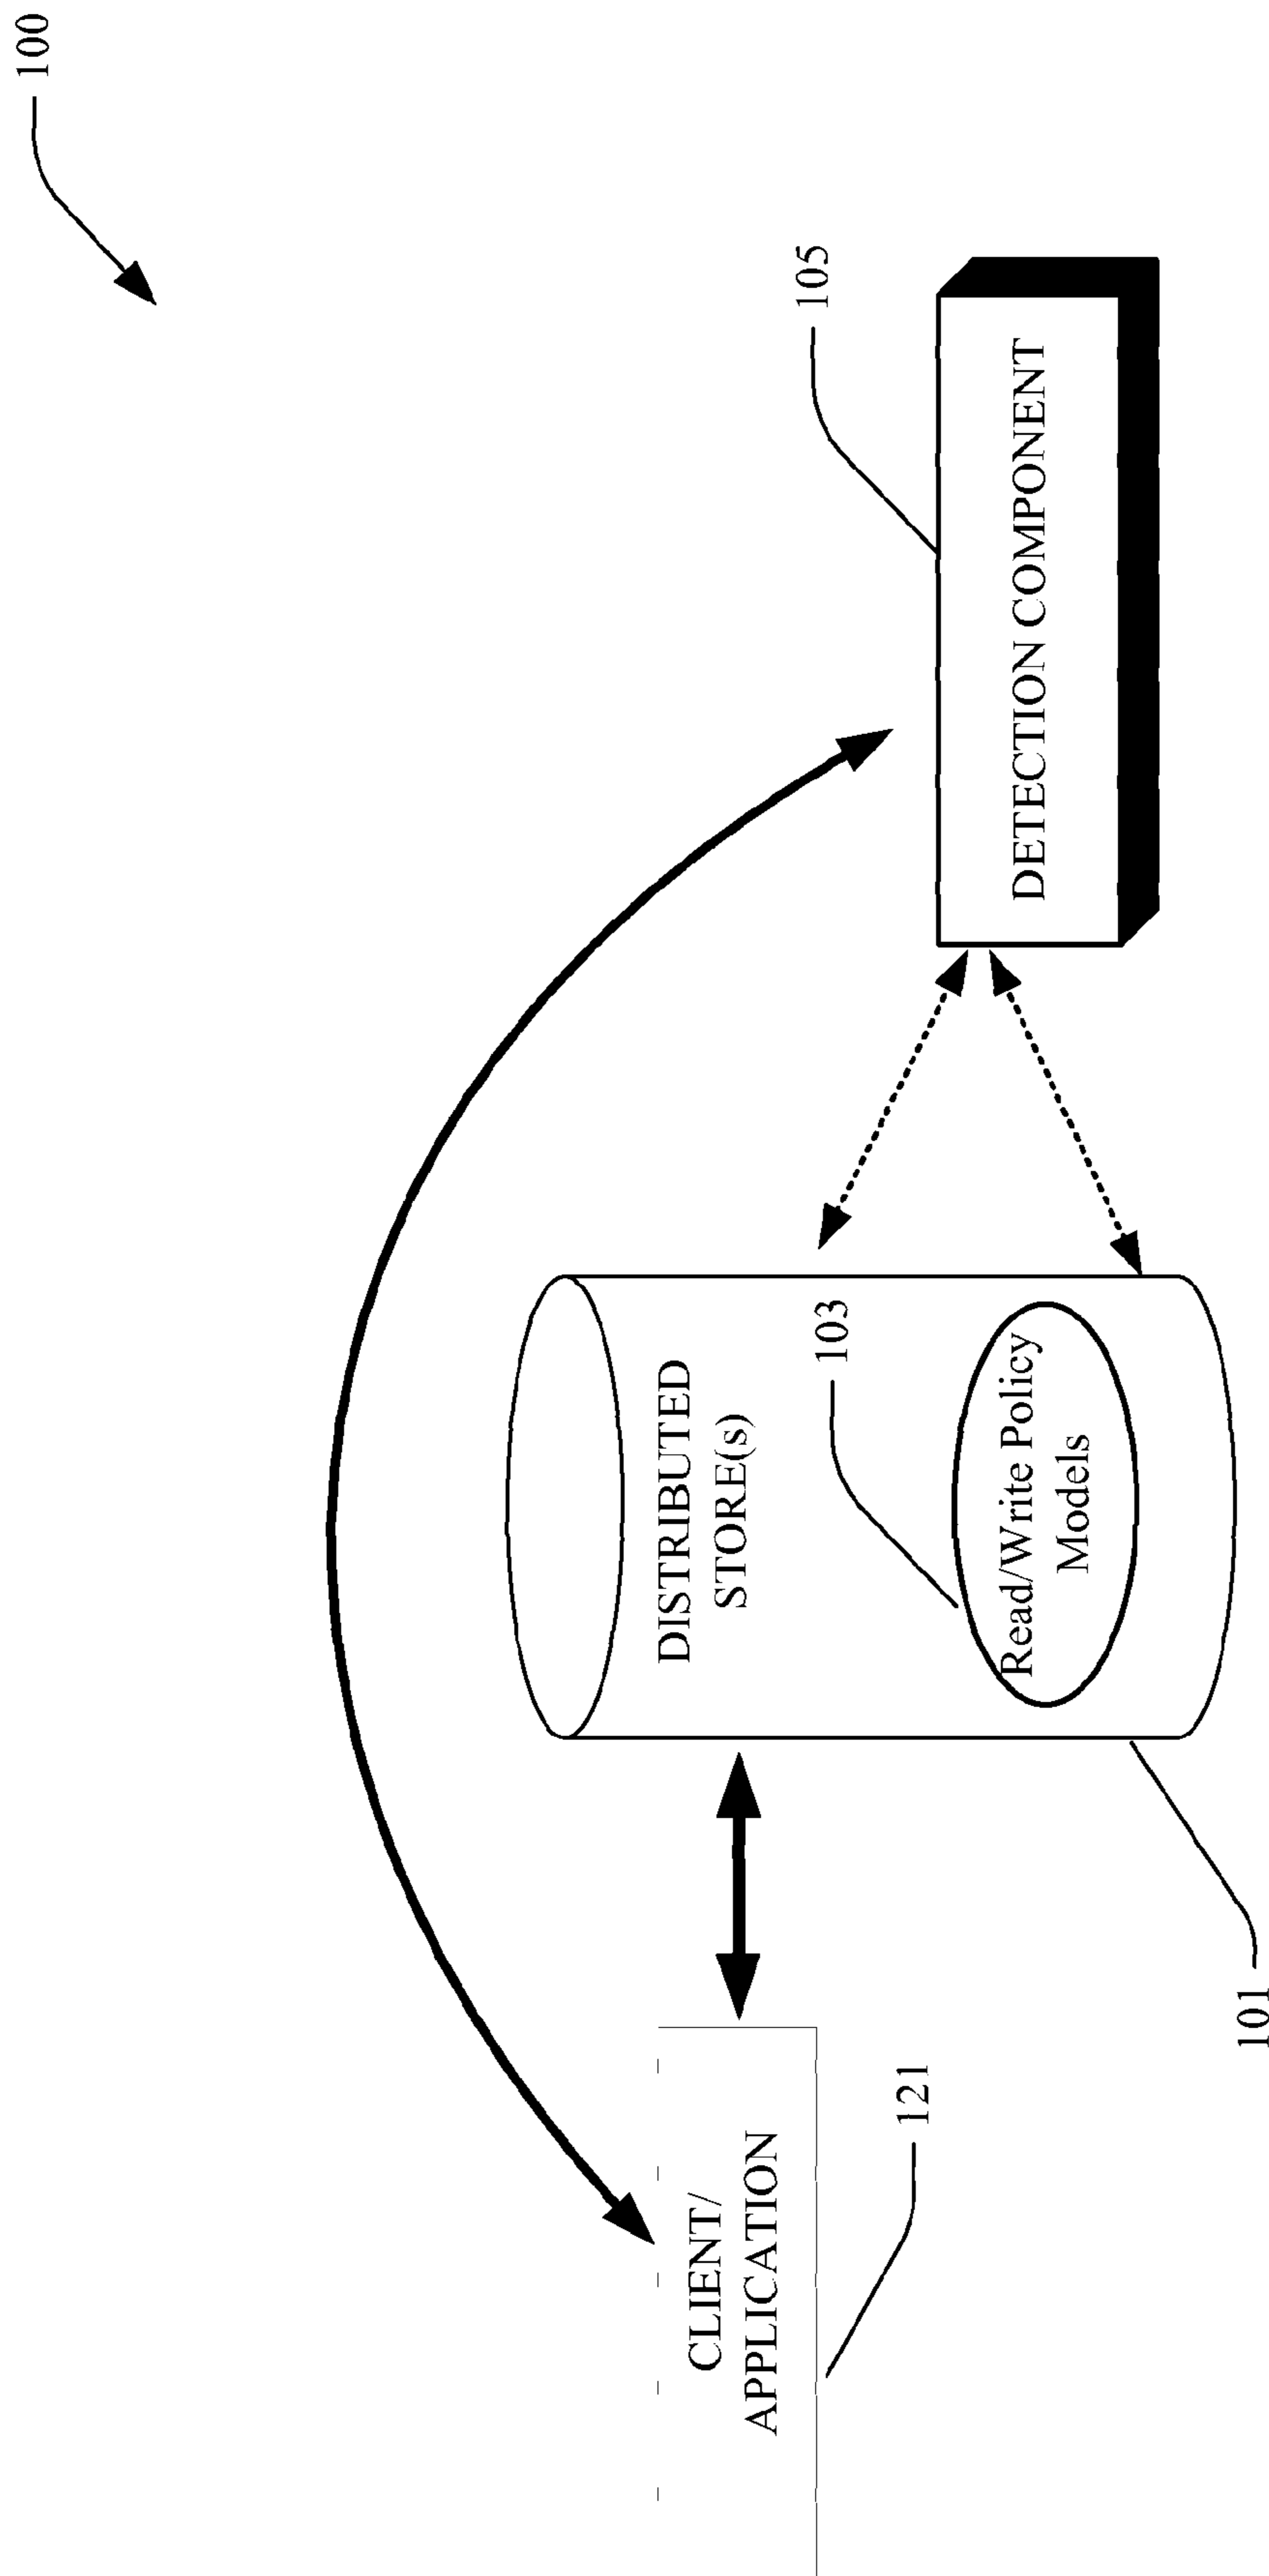 100
105
DETECTION COMPONENT
DISTRIBUTED
STORE(s)
103
Read/Write Policy
Models
101
CLIENT/
APPLICATION
121